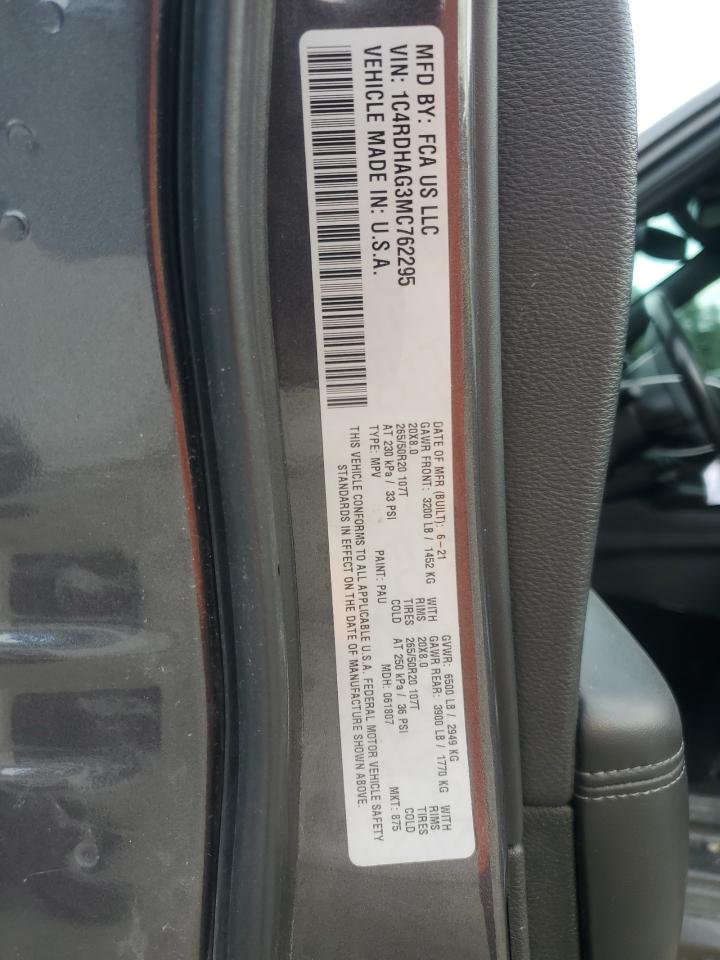 MFD BY: FCA US LLC
VIN: 1C4RDHAG3MC762295
VEHICLE MADE IN: U.S.A.
DATE OF MFR (BUILT): 6-21 GVWR: 6500 LB / 2949 KG
GAWR FRONT: 3200 LB / 1452 KG WITH GAWR REAR: 3900 LB / 1770 KG WITH
20X8.0 RIMS 20X8.0 RIMS
265/50R20 107T TIRES 265/50R20 107T TIRES
AT 230 kPa / 33 PSI COLD AT 250 kPa / 36 PSI COLD
TYPE: MPV PAINT: PAU MDH: 061807 MKT: 875
THIS VEHICLE CONFORMS TO ALL APPLICABLE U.S.A. FEDERAL MOTOR VEHICLE SAFETY
STANDARDS IN EFFECT ON THE DATE OF MANUFACTURE SHOWN ABOVE.